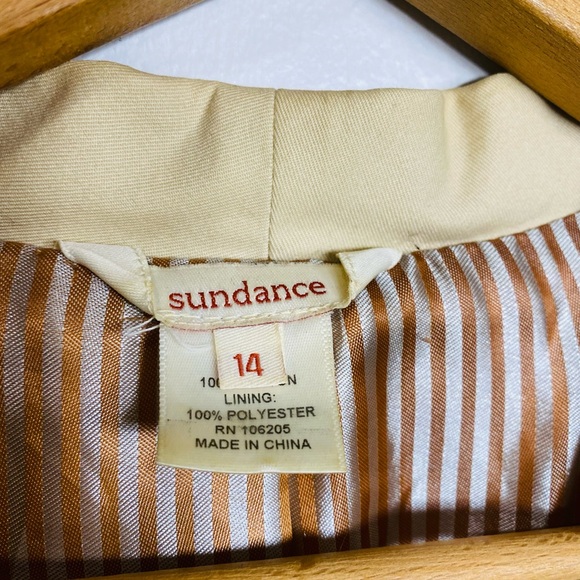 sundance
14
LINING:
100% POLYESTER
RN 106205
MADE IN CHINA